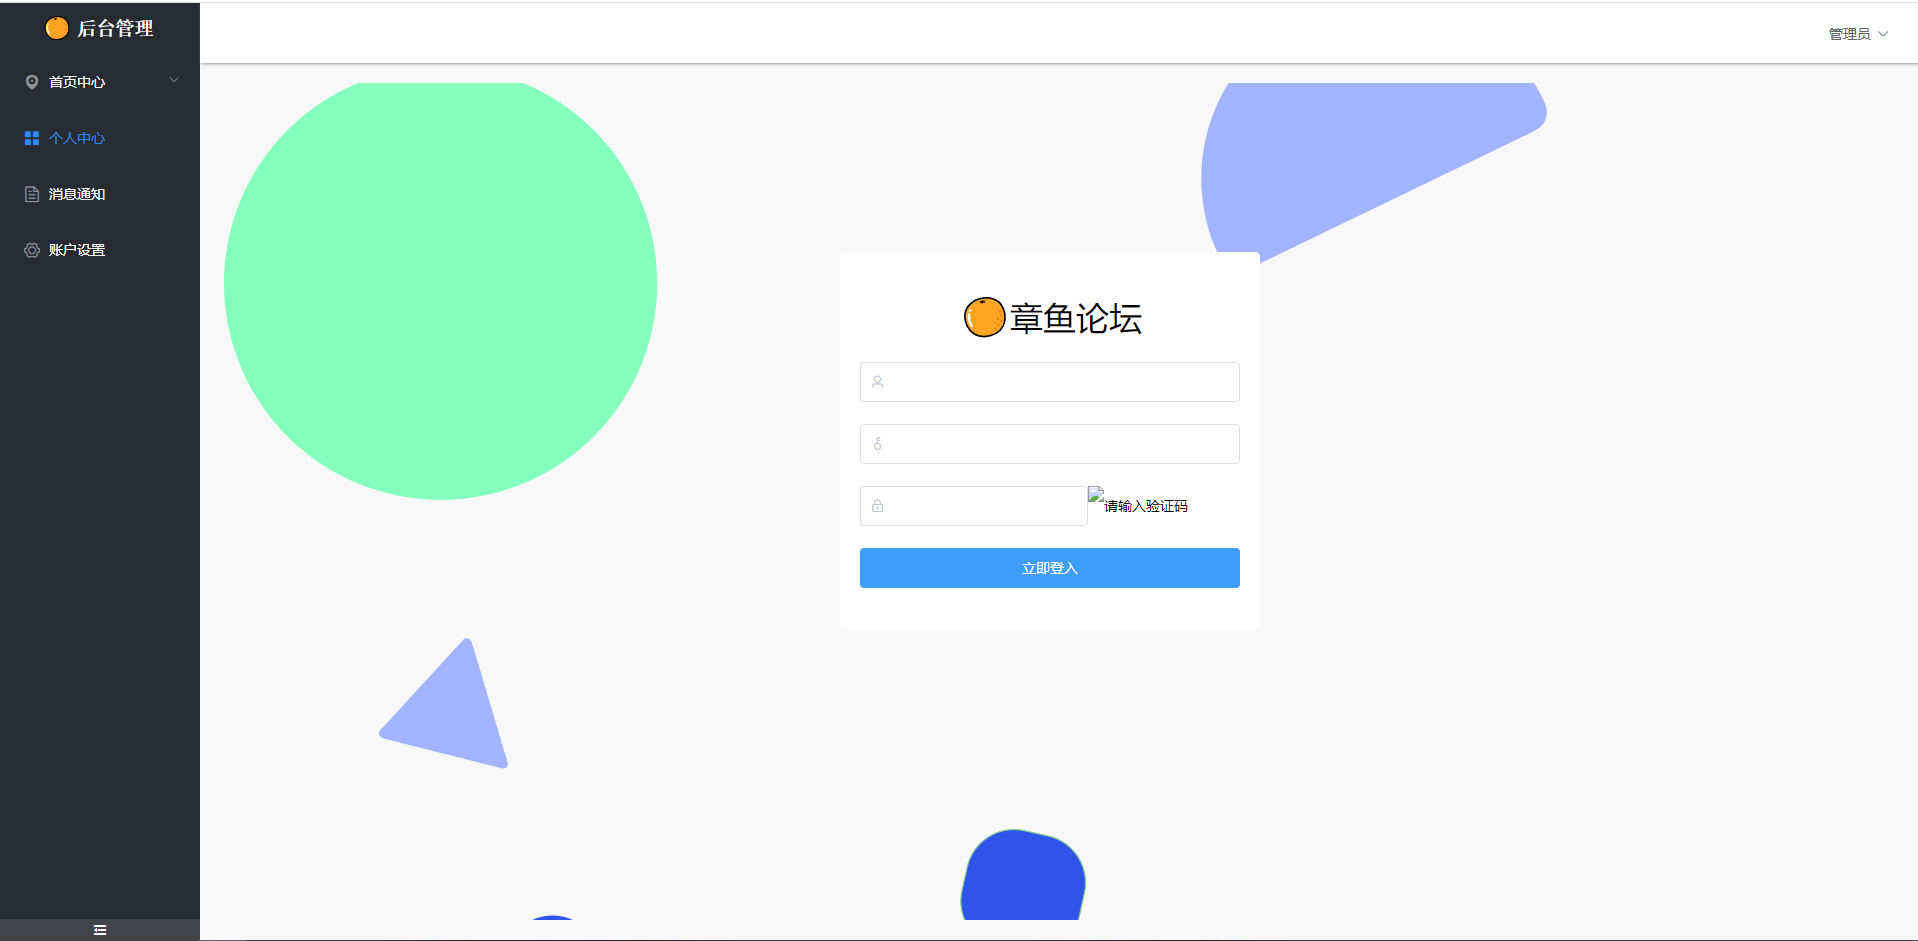 后台管理
管理员
首页中心
个人中心
消息通知
账户设置
章鱼论坛
请输入验证码
立即登入